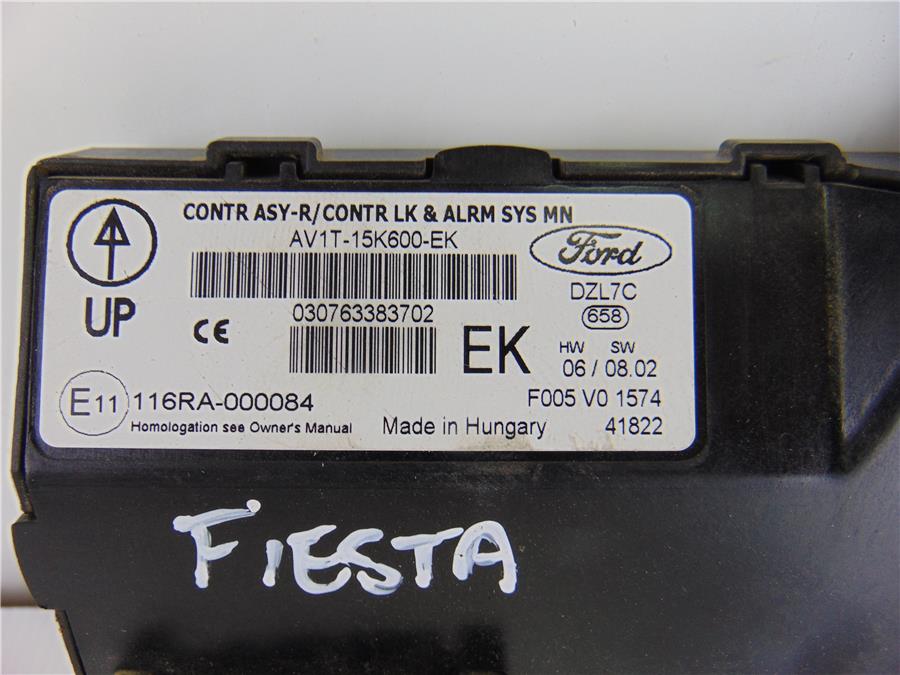 CONTR ASY-R/CONTR LK & ALRM SYS MN
AV1T-15K600-EK
Ford
UP
DZL7C
030763383702
658
CE
EK
HW SW
06 / 08.02
E11
116RA-000084
F005 V0 1574
Homologation see Owner's Manual
Made in Hungary
41822
FIESTA